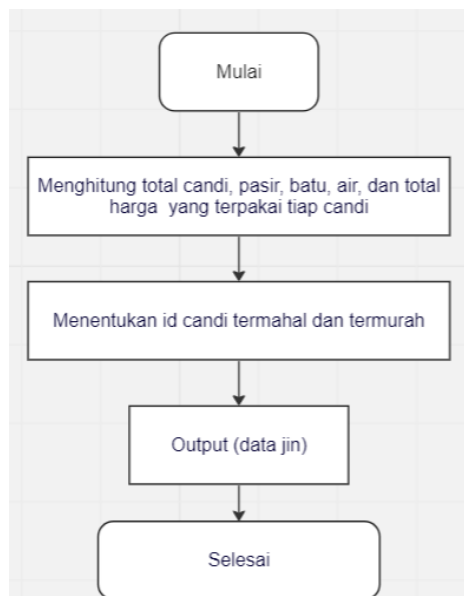 Mulai
Menghitung total candi, pasir, batu, air, dan total
harga yang terpakai tiap candi
Menentukan id candi termahal dan termurah
Output (data jin)
Selesai